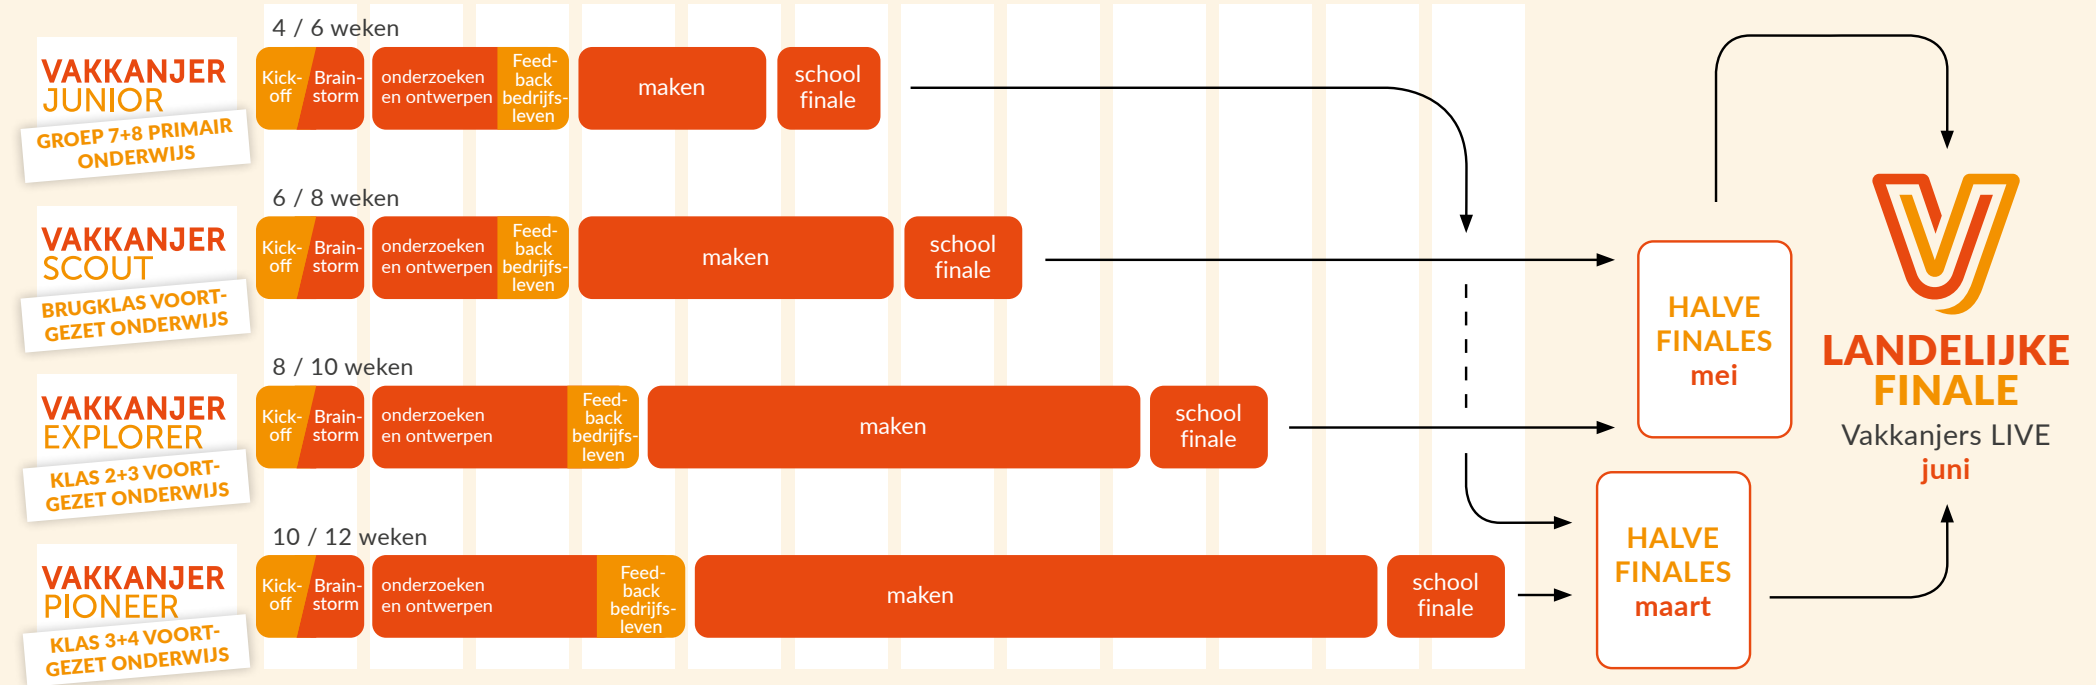 4 / 6 weken
VAKKANJER
JUNIOR
GROEP 7+8 PRIMAIR
ONDERWIJS
Kick-
off
Brain-
storm
onderzoeken
en ontwerpen
Feed-
back
bedrijfs-
leven
maken
school
finale
6 / 8 weken
VAKKANJER
SCOUT
BRUGKLAS VOORT-
GEZET ONDERWIJS
Kick-
off
Brain-
storm
onderzoeken
en ontwerpen
Feed-
back
bedrijfs-
leven
maken
school
finale
8 / 10 weken
VAKKANJER
EXPLORER
KLAS 2+3 VOORT-
GEZET ONDERWIJS
Kick-
off
Brain-
storm
onderzoeken
en ontwerpen
Feed-
back
bedrijfs-
leven
maken
school
finale
10 / 12 weken
VAKKANJER
PIONEER
KLAS 3+4 VOORT-
GEZET ONDERWIJS
Kick-
off
Brain-
storm
onderzoeken
en ontwerpen
Feed-
back
bedrijfs-
leven
maken
school
finale
HALVE
FINALES
mei
HALVE
FINALES
maart
LANDELIJKE
FINALE
Vakkanjers LIVE
juni